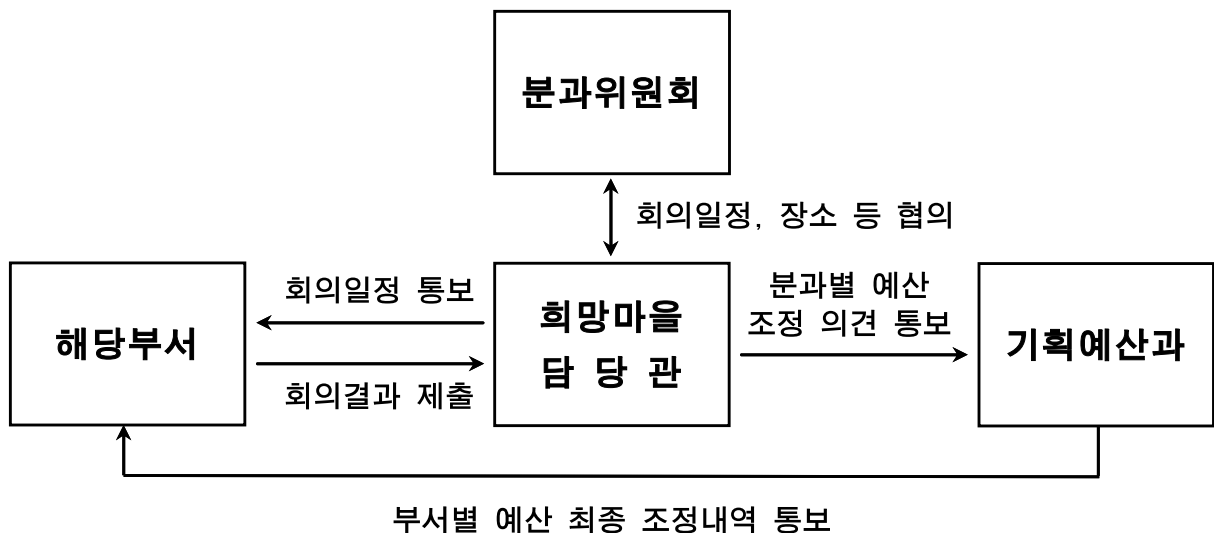 분과위원회
회의일정, 장소 등 협의
해당부서
회의일정 통보
회의결과 제출
희망마을
담 당 관
분과별 예산
조정 의견 통보
기획예산과
부서별 예산 최종 조정내역 통보